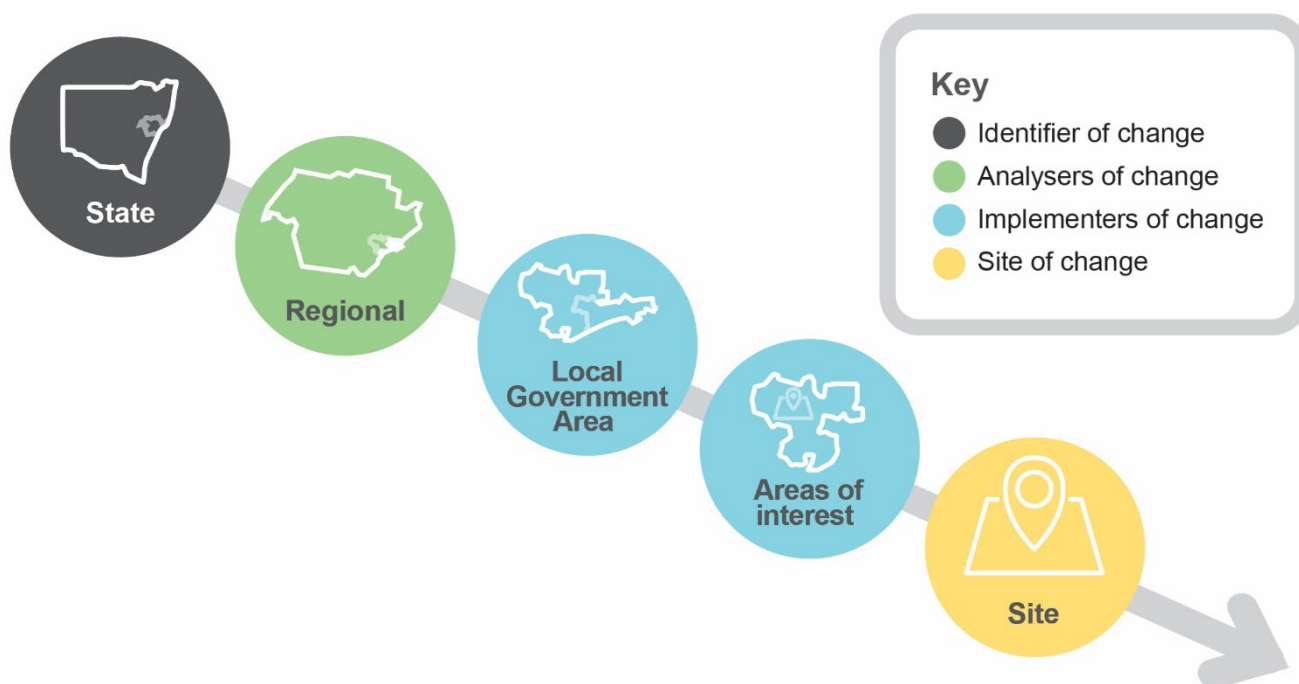 Key
Identifier of change
Analysers of change
Implementers of change
Site of change
State
Regional
Local
Government
Area
Areas of
interest
Site